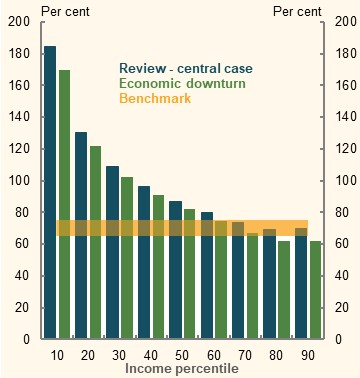 Per cent Per cent
200 200
180 180
Review - central case
160 160
Economic downturn
Benchmark
140 140
120 120
100 100
80 80
60 60
40 40
20 20
0 0
10 20 30 40 50 60 70 80 90
Income percentile